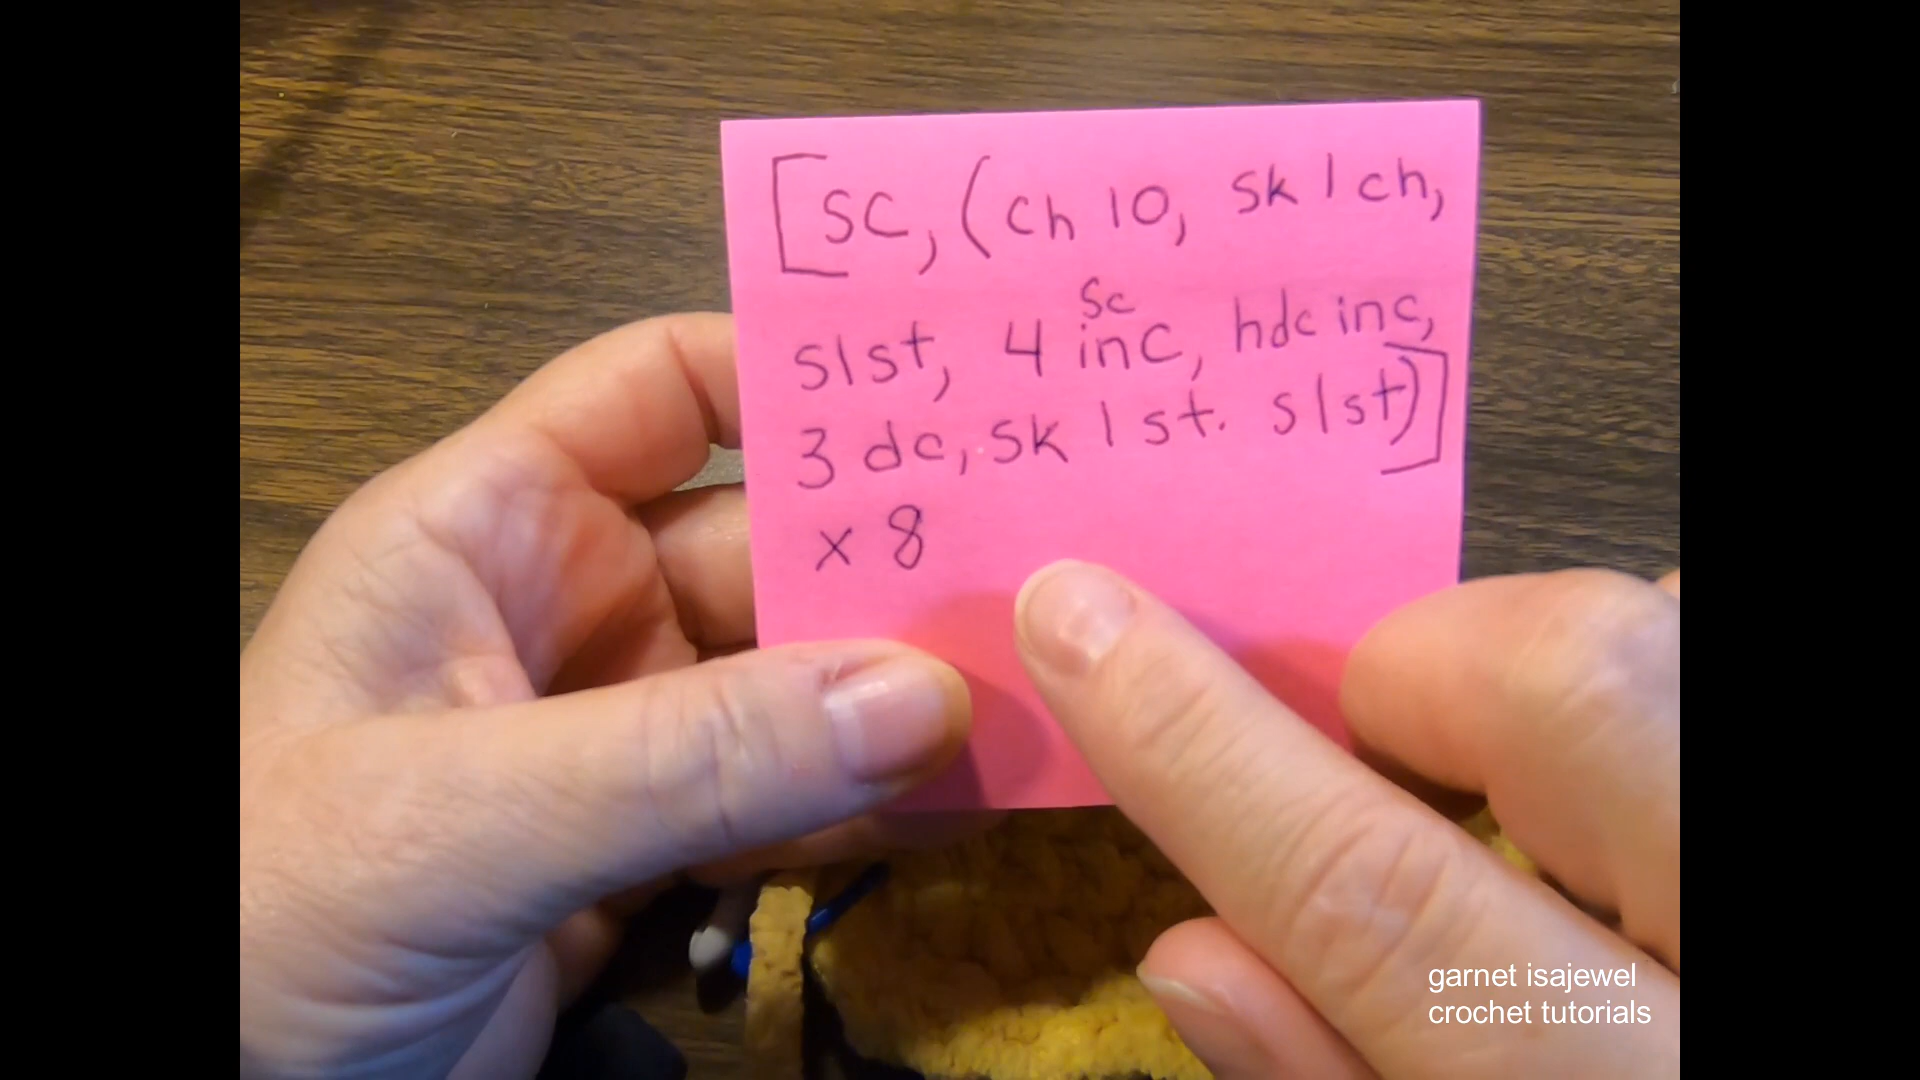 [SC, (ch 10, sk 1 ch,
sc
slst, 4 inc, hdc inc,
3 dc, sk 1 st. slst)]
x 8
garnet isajewel
crochet tutorials